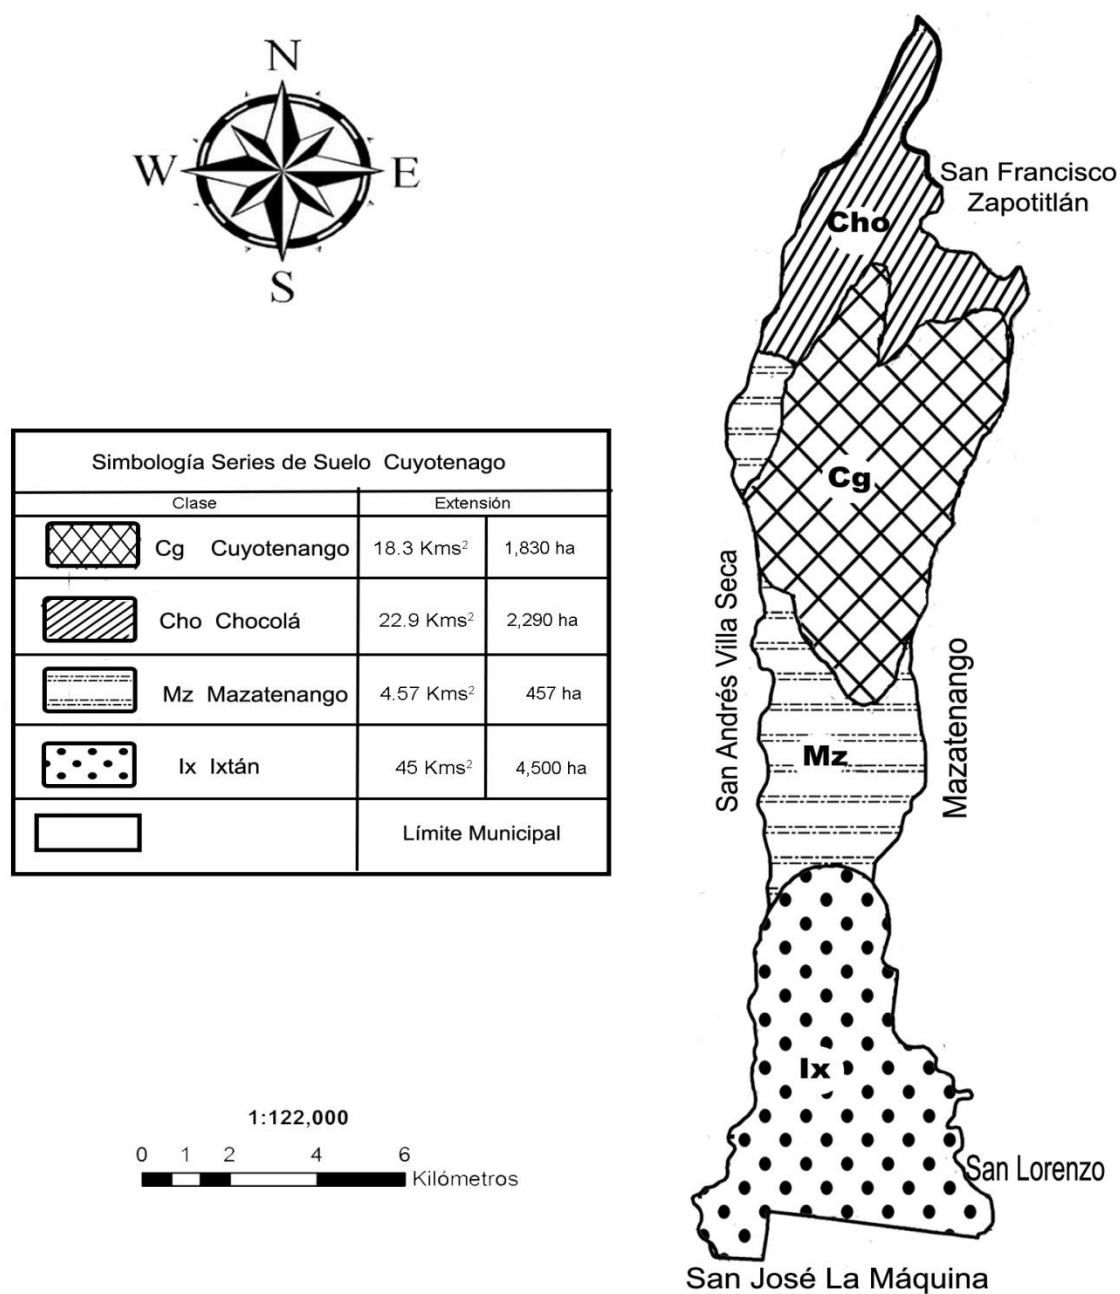 N
W E
S
San Francisco
Zapotitlán
Cho
Cg
San Andrés Villa Seca
Mazatenango
Mz
Ix
San Lorenzo
San José La Máquina
Simbología Series de Suelo Cuyotenago
Clase Extensión
Cg Cuyotenango 18.3 Kms² 1,830 ha
Cho Chocolá 22.9 Kms² 2,290 ha
Mz Mazatenango 4.57 Kms² 457 ha
Ix Ixtán 45 Kms² 4,500 ha
Límite Municipal
1:122,000
0 1 2 4 6
Kilómetros